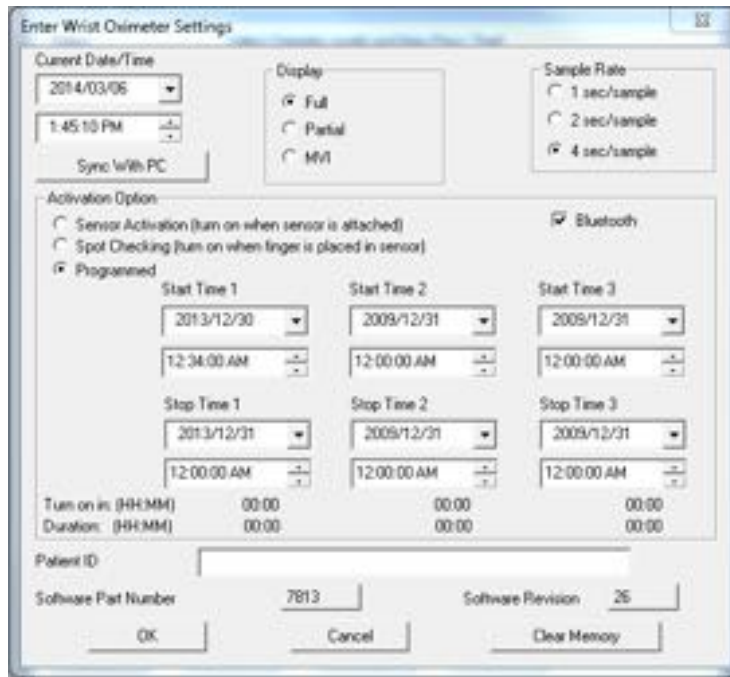 Enter Wrist Oximeter Settings
Current Date/Time
2014/03/06
1:45:10 PM
Sync With PC
Display
Full
Partial
MVI
Sample Rate
1 sec/sample
2 sec/sample
4 sec/sample
Activation Option
Sensor Activation (turn on when sensor is attached)
Bluetooth
Spot Checking (turn on when finger is placed in sensor)
Programmed
Start Time 1 Start Time 2 Start Time 3
2013/12/30 2009/12/31 2009/12/31
12:34:00 AM 12:00:00 AM 12:00:00 AM
Stop Time 1 Stop Time 2 Stop Time 3
2013/12/31 2009/12/31 2009/12/31
12:00:00 AM 12:00:00 AM 12:00:00 AM
Turn on in: (HH:MM) 00:00 00:00 00:00
Duration: (HH:MM) 00:00 00:00 00:00
Patient ID
Software Part Number 7813 Software Revision 26
OK Cancel Clear Memory